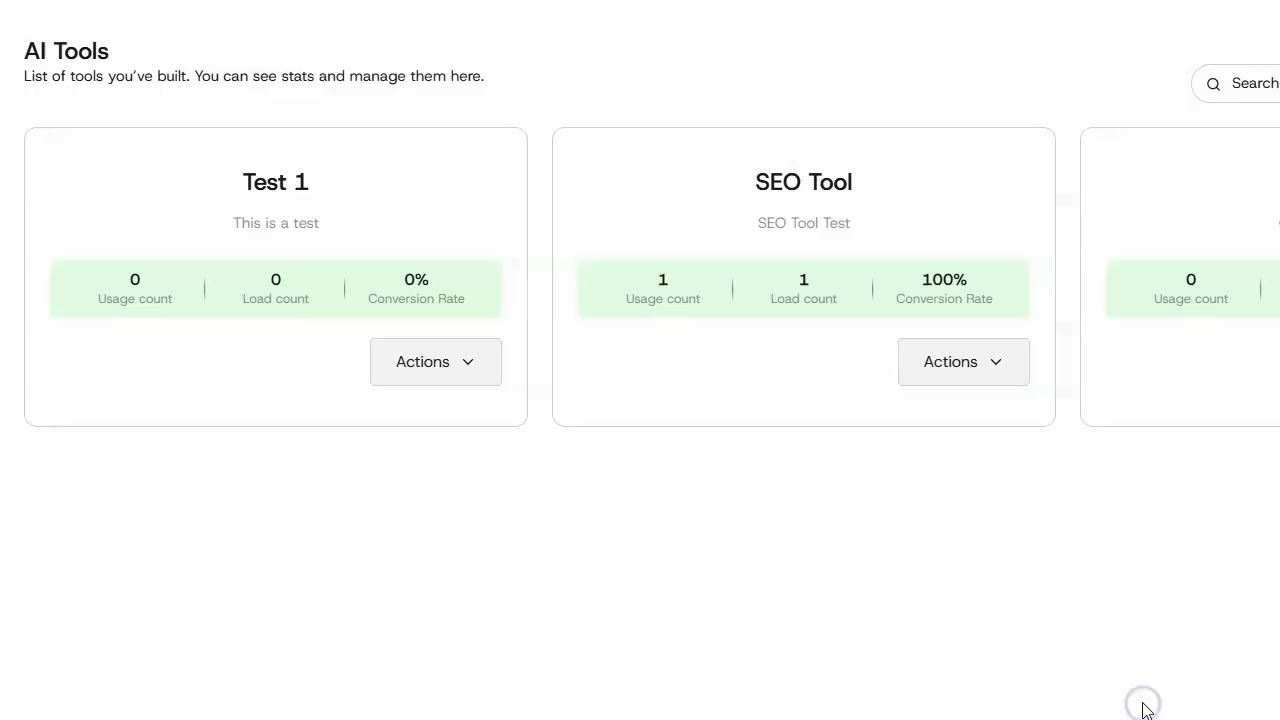 AI Tools
List of tools you've built. You can see stats and manage them here.
Search
Test 1
This is a test
0 0 0%
Usage count Load count Conversion Rate
Actions
SEO Tool
SEO Tool Test
1 1 100%
Usage count Load count Conversion Rate
Actions
0
Usage count